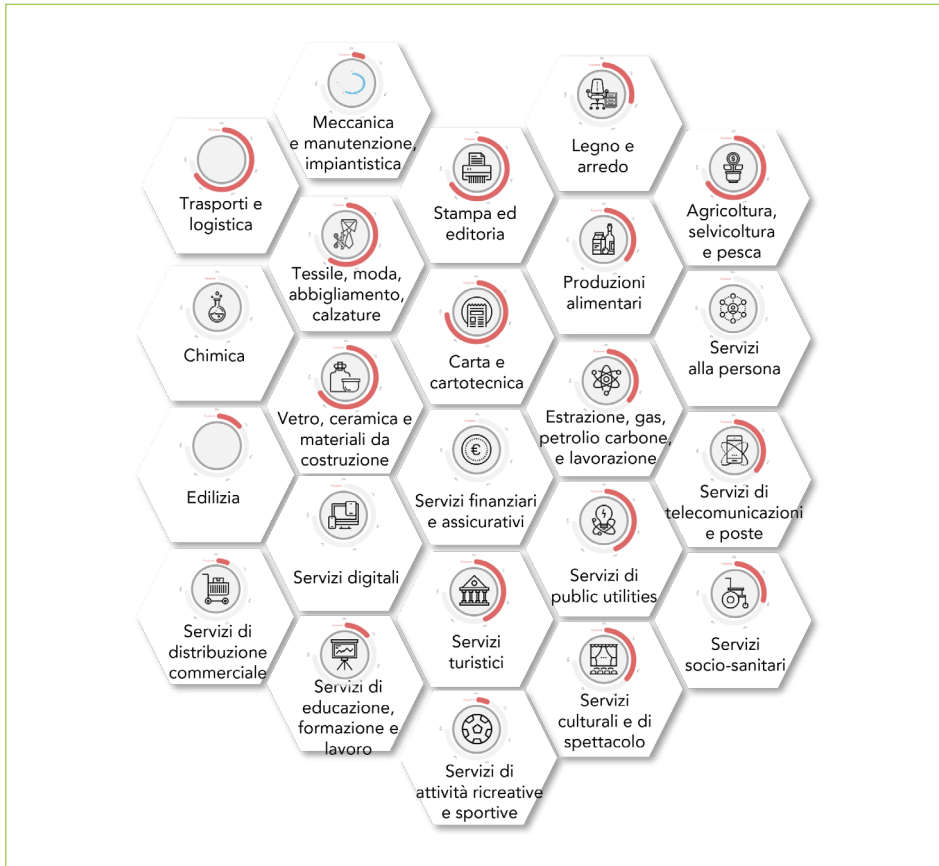 Meccanica
e manutenzione,
impiantistica
Legno e
arredo
Trasporti e
logistica
Stampa ed
editoria
Agricoltura,
selvicoltura
e pesca
Tessile, moda,
abbigliamento,
calzature
Produzioni
alimentari
Chimica
Carta e
cartotecnica
Servizi
alla persona
Vetro, ceramica e
materiali da
costruzione
Estrazione, gas,
petrolio carbone,
e lavorazione
Edilizia
Servizi finanziari
e assicurativi
Servizi di
telecomunicazioni
e poste
Servizi digitali
Servizi di
public utilities
Servizi di
distribuzione
commerciale
Servizi
turistici
Servizi
socio-sanitari
Servizi di
educazione,
formazione e
lavoro
Servizi
culturali e di
spettacolo
Servizi di
attività ricreative
e sportive